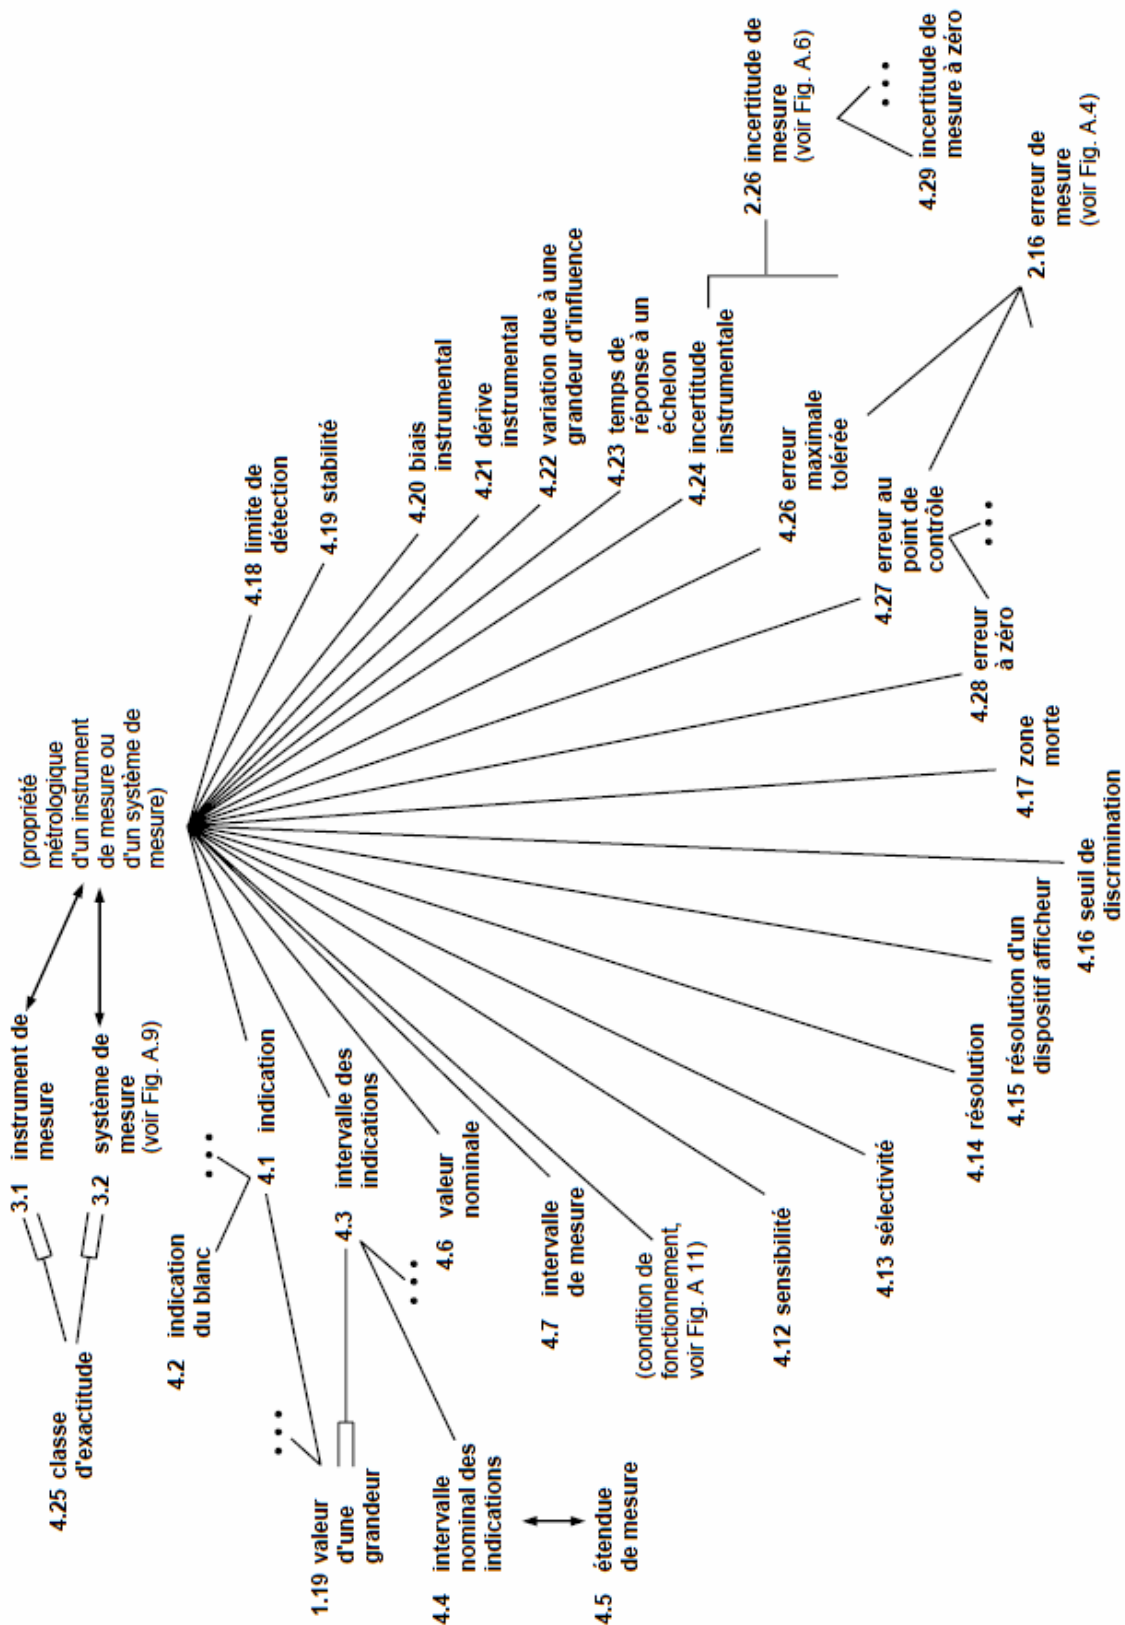 4.25 classe
d'exactitude
3.1 instrument de
mesure
3.2 système de
mesure
(voir Fig. A.9)
(propriété
métrologique
d'un instrument
de mesure ou
d'un système de
mesure)
4.2 indication
du blanc
...
4.1 indication
...
1.19 valeur
d'une
grandeur
4.3 intervalle des
indications
...
4.4 intervalle
nominal des
indications
4.5 étendue
de mesure
4.6 valeur
nominale
4.7 intervalle
de mesure
(condition de
fonctionnement,
voir Fig. A 11)
4.12 sensibilité
4.13 sélectivité
4.14 résolution
4.15 résolution d'un
dispositif afficheur
4.16 seuil de
discrimination
4.17 zone
morte
4.18 limite de
détection
4.19 stabilité
4.20 biais
instrumental
4.21 dérive
instrumental
4.22 variation due à une
grandeur d'influence
4.23 temps de
réponse à un
échelon
4.24 incertitude
instrumentale
2.26 incertitude de
mesure
(voir Fig. A.6)
...
4.29 incertitude de
mesure à zéro
4.26 erreur
maximale
tolérée
4.27 erreur au
point de
contrôle
...
4.28 erreur
à zéro
2.16 erreur de
mesure
(voir Fig. A.4)